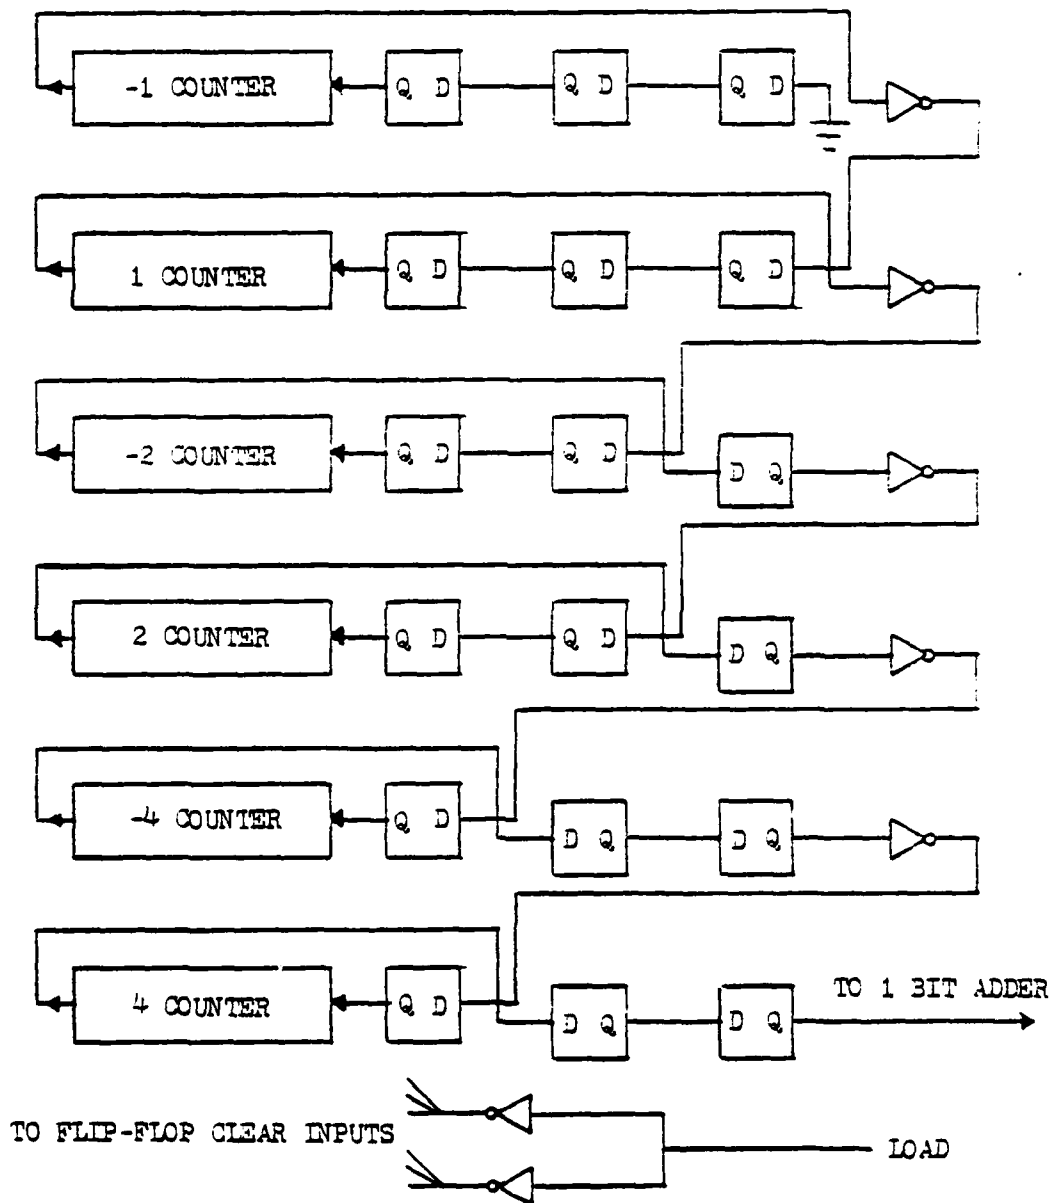 -1 COUNTER Q D Q D Q D
1 COUNTER Q D Q D Q D
-2 COUNTER Q D Q D
D Q
2 COUNTER Q D Q D
D Q
-4 COUNTER Q D
D Q D Q
4 COUNTER Q D
TO 1 BIT ADDER
D Q D Q
TO FLIP-FLOP CLEAR INPUTS
LOAD